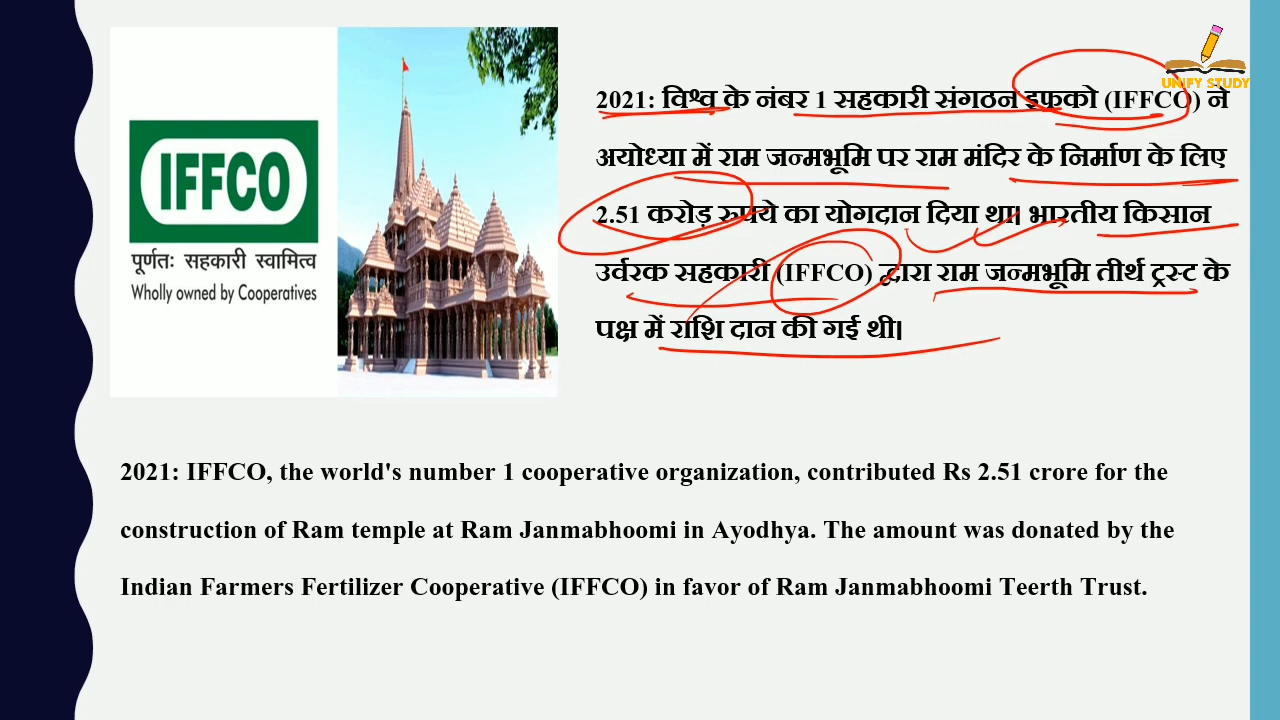 IFFCO
पूर्णतः सहकारी स्वामित्व
Wholly owned by Cooperatives
UNIFY STUDY
2021: विश्व के नंबर 1 सहकारी संगठन इफको (IFFCO) ने
अयोध्या में राम जन्मभूमि पर राम मंदिर के निर्माण के लिए
2.51 करोड़ रुपये का योगदान दिया था। भारतीय किसान
उर्वरक सहकारी (IFFCO) द्वारा राम जन्मभूमि तीर्थ ट्रस्ट के
पक्ष में राशि दान की गई थी।
2021: IFFCO, the world's number 1 cooperative organization, contributed Rs 2.51 crore for the
construction of Ram temple at Ram Janmabhoomi in Ayodhya. The amount was donated by the
Indian Farmers Fertilizer Cooperative (IFFCO) in favor of Ram Janmabhoomi Teerth Trust.